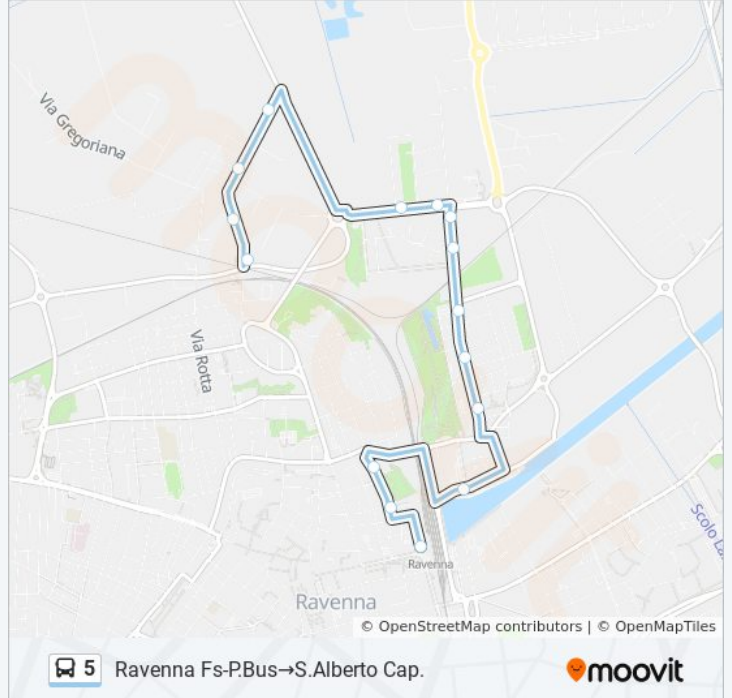 Via Gregoriana
Via Rotta
Scolo La
Ravenna
Ravenna
© OpenStreetMap contributors | © OpenMapTiles
5 Ravenna Fs-P.Bus→S.Alberto Cap.
moovit